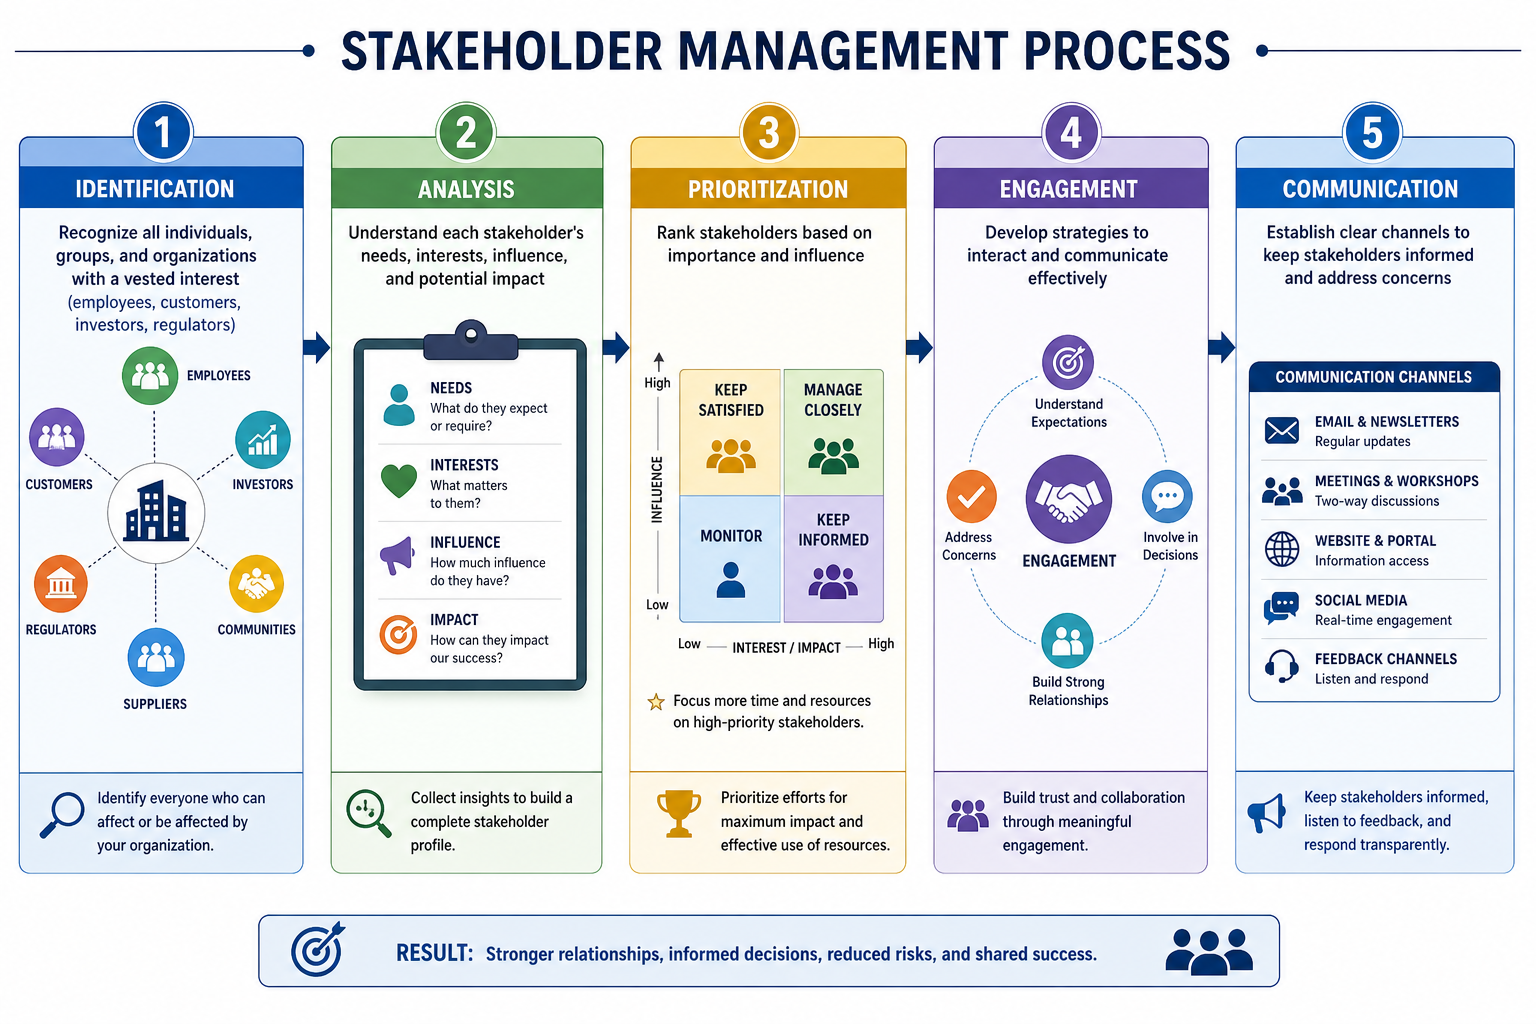 STAKEHOLDER MANAGEMENT PROCESS
1
IDENTIFICATION
Recognize all individuals,
groups, and organizations
with a vested interest
(employees, customers,
investors, regulators)
EMPLOYEES
CUSTOMERS
INVESTORS
REGULATORS
COMMUNITIES
SUPPLIERS
Identify everyone who can
affect or be affected by
your organization.
2
ANALYSIS
Understand each stakeholder's
needs, interests, influence,
and potential impact
NEEDS
What do they expect
or require?
INTERESTS
What matters
to them?
INFLUENCE
How much influence
do they have?
IMPACT
How can they impact
our success?
Collect insights to build a
complete stakeholder
profile.
3
PRIORITIZATION
Rank stakeholders based on
importance and influence
High
INFLUENCE
Low
KEEP
SATISFIED
MANAGE
CLOSELY
MONITOR
KEEP
INFORMED
Low
INTEREST / IMPACT
High
Focus more time and resources
on high-priority stakeholders.
Prioritize efforts for
maximum impact and
effective use of resources.
4
ENGAGEMENT
Develop strategies to
interact and communicate
effectively
Understand
Expectations
Address
Concerns
ENGAGEMENT
Involve in
Decisions
Build Strong
Relationships
Build trust and collaboration
through meaningful
engagement.
5
COMMUNICATION
Establish clear channels to
keep stakeholders informed
and address concerns
COMMUNICATION CHANNELS
EMAIL & NEWSLETTERS
Regular updates
MEETINGS & WORKSHOPS
Two-way discussions
WEBSITE & PORTAL
Information access
SOCIAL MEDIA
Real-time engagement
FEEDBACK CHANNELS
Listen and respond
Keep stakeholders informed,
listen to feedback, and
respond transparently.
RESULT: Stronger relationships, informed decisions, reduced risks, and shared success.